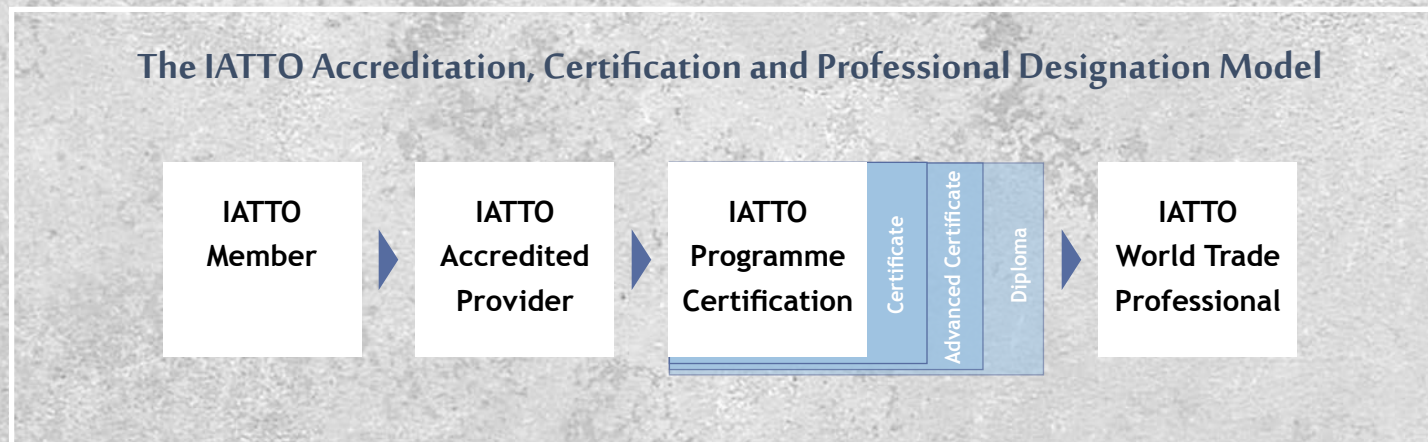 The IATTO Accreditation, Certification and Professional Designation Model
IATTO
Member
IATTO
Accredited
Provider
IATTO
Programme
Certification
Certificate
Advanced Certificate
Diploma
IATTO
World Trade
Professional